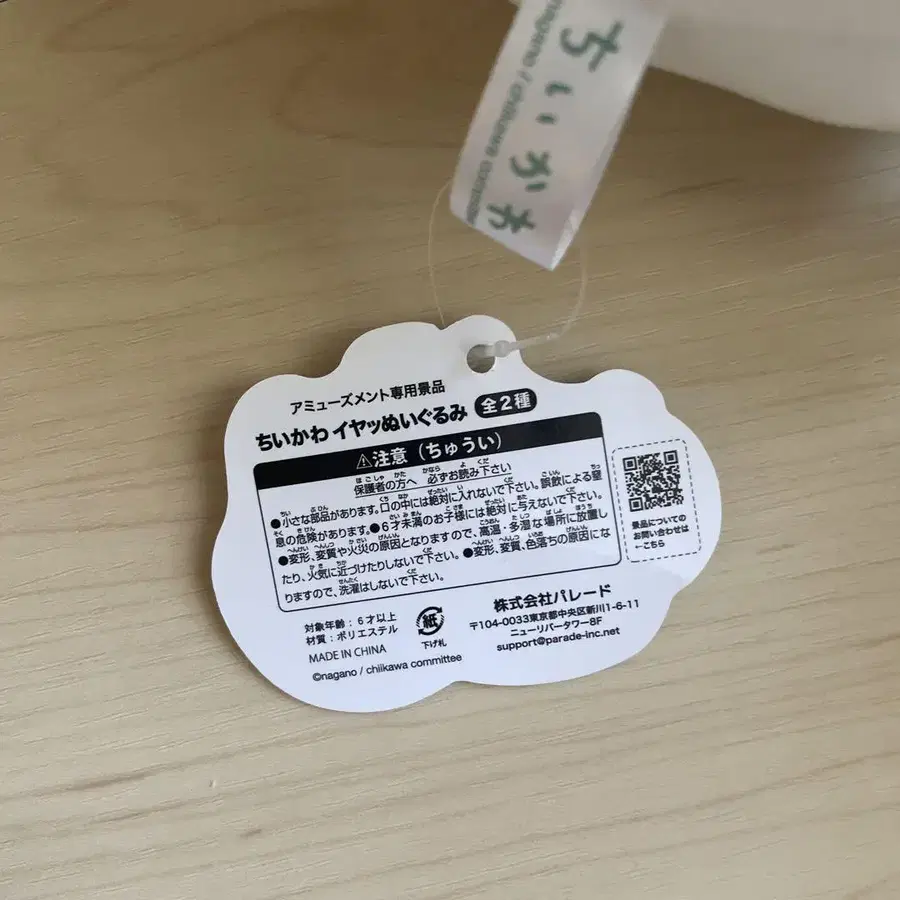 ちいかわ
nagano / chiikawa committee
アミューズメント専用景品
ちいかわ イヤッぬいぐるみ 全2種
⚠注意（ちゅうい）
保護者の方へ 必ずお読み下さい
●小さな部品があります。口の中には絶対に入れないで下さい。誤飲による窒
息の危険があります。●6才未満のお子様には絶対に与えないで下さい。
●変形、変質や火災の原因となりますので、高温・多湿な場所に放置し
たり、火気に近づけたりしないで下さい。●変形、変質、色落ちの原因にな
りますので、洗濯はしないで下さい。
景品についての
お問い合わせは
←こちら
対象年齢：6才以上
材質：ポリエステル
MADE IN CHINA
©nagano / chiikawa committee
紙
下げ札
株式会社パレード
〒104-0033東京都中央区新川1-6-11
ニューリバータワー8F
support@parade-inc.net